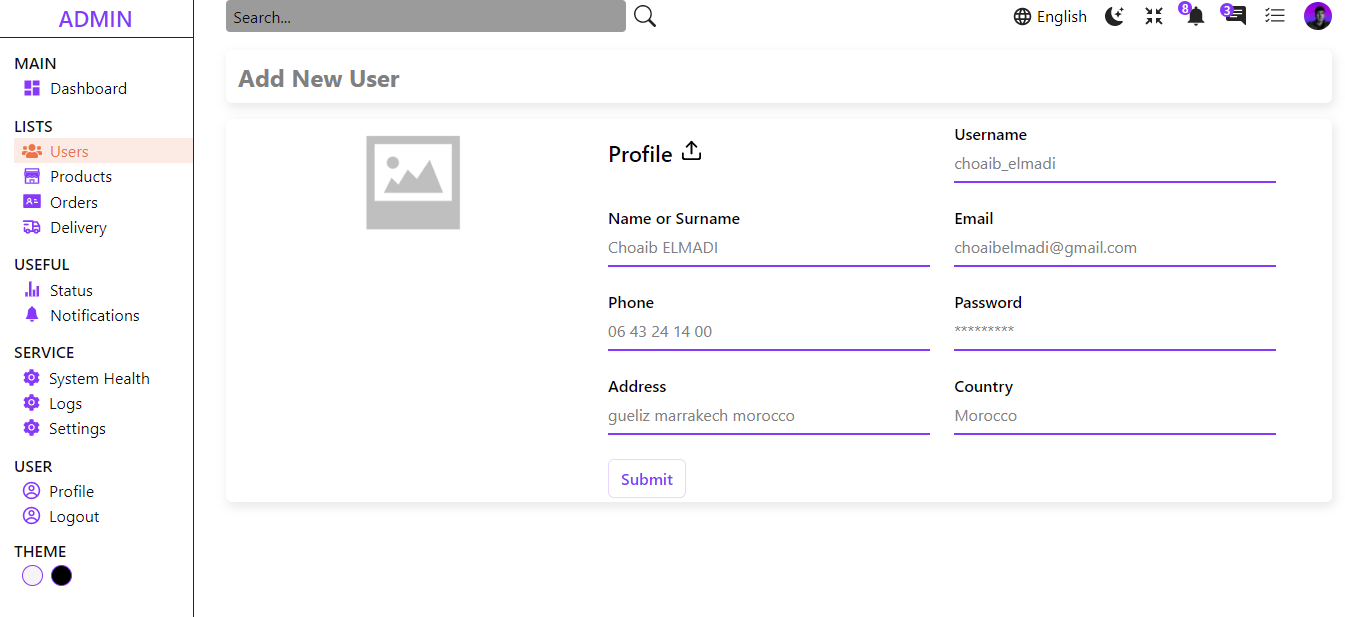 ADMIN
MAIN
Dashboard
LISTS
Users
Products
Orders
Delivery
USEFUL
Status
Notifications
SERVICE
System Health
Logs
Settings
USER
Profile
Logout
THEME
Search...
English
8
3
Add New User
Profile
Username
choaib_elmadi
Name or Surname
Choaib ELMADI
Email
choaibelmadi@gmail.com
Phone
06 43 24 14 00
Password
*********
Address
gueliz marrakech morocco
Country
Morocco
Submit